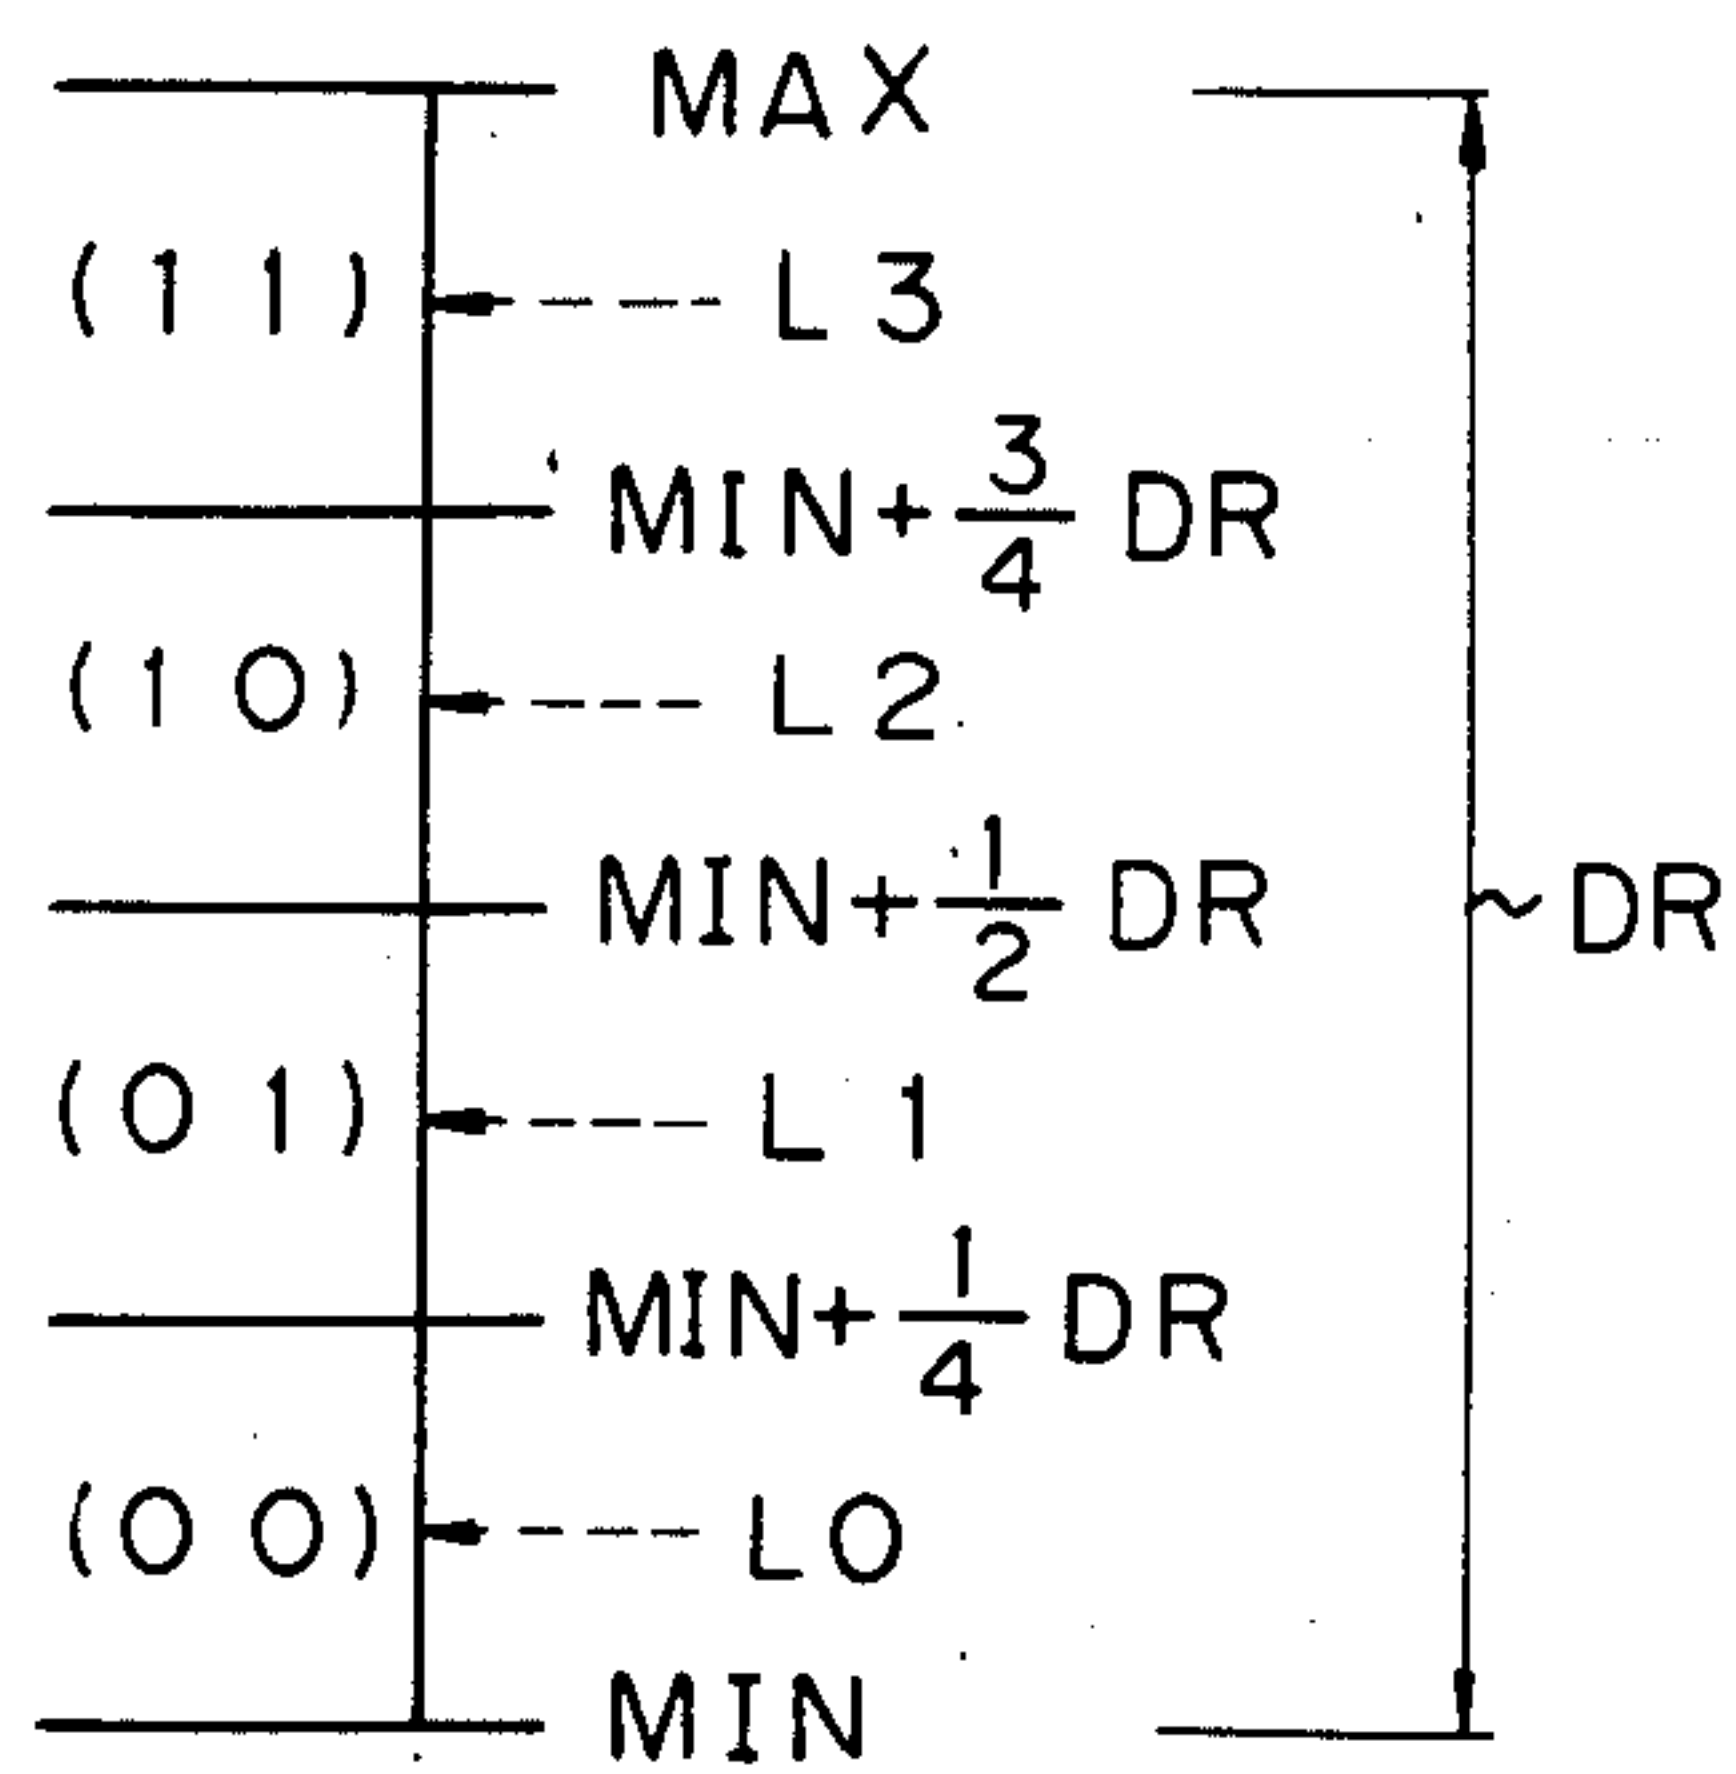 MAX
(11) L3
MIN+3/4 DR
(10) L2
MIN+1/2 DR
DR
(01) L1
MIN+1/4 DR
(00) L0
MIN